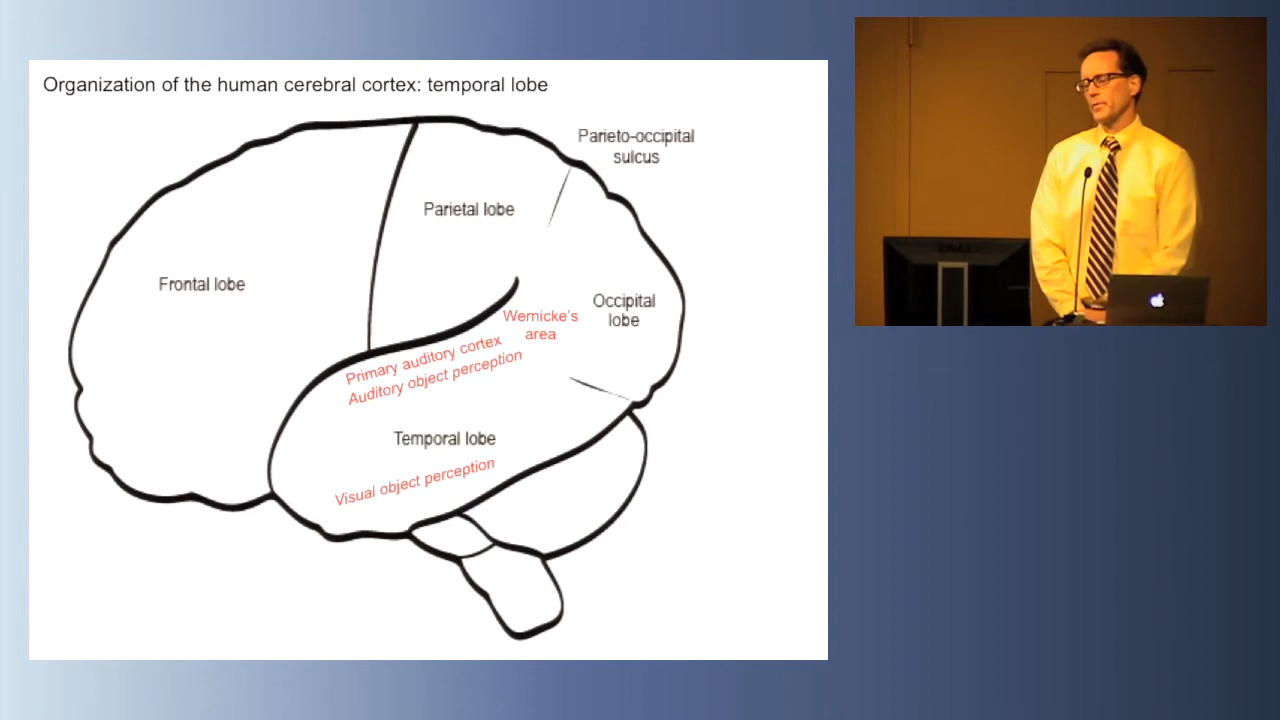 Organization of the human cerebral cortex: temporal lobe
Parieto-occipital
sulcus
Parietal lobe
Frontal lobe
Occipital
lobe
Wernicke's
area
Primary auditory cortex
Auditory object perception
Temporal lobe
Visual object perception